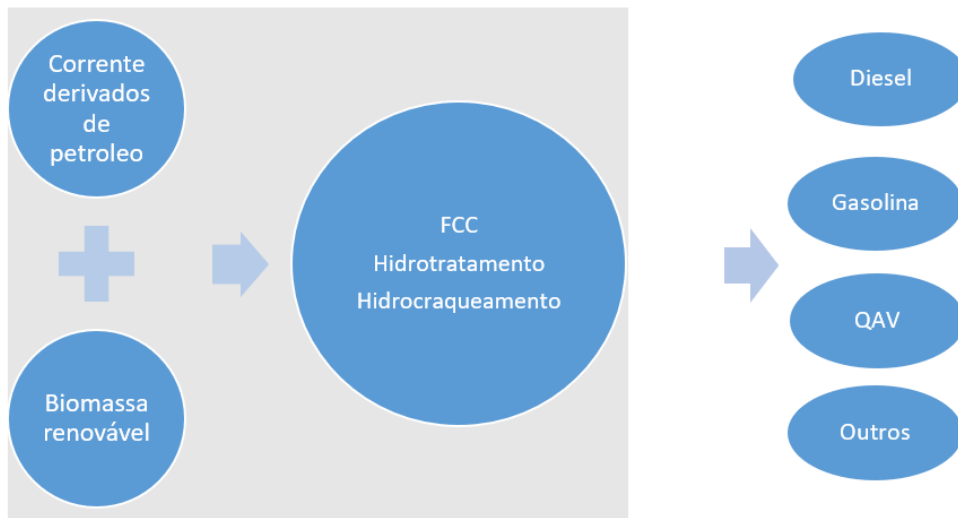 Corrente
derivados
de
petroleo
Biomassa
renovável
FCC
Hidrotratamento
Hidrocraqueamento
Diesel
Gasolina
QAV
Outros